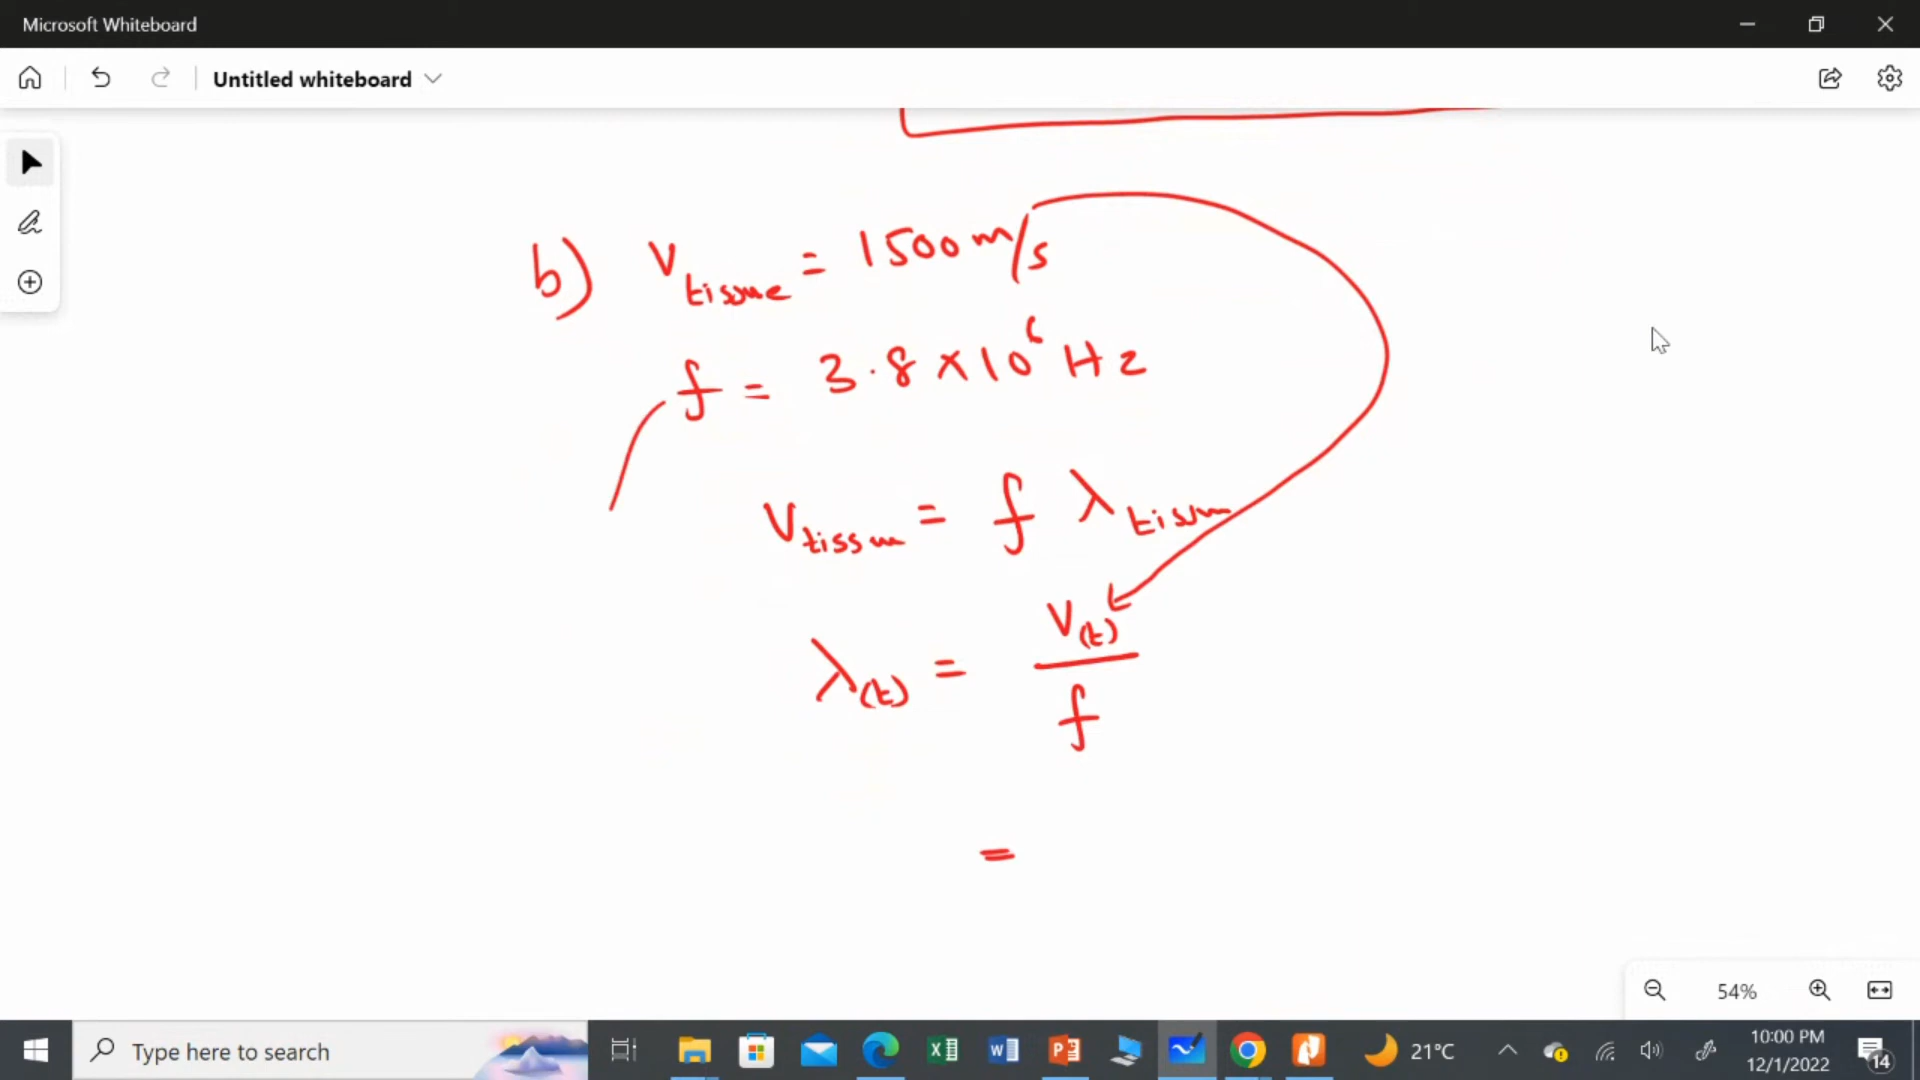 Microsoft Whiteboard
Untitled whiteboard
b) v tissue = 1500 m/s
f = 3.8 × 10⁶ Hz
v tissue = f λ tissue
λ(t) = v(t) / f
=
54%
Type here to search
21°C
10:00 PM
12/1/2022
14